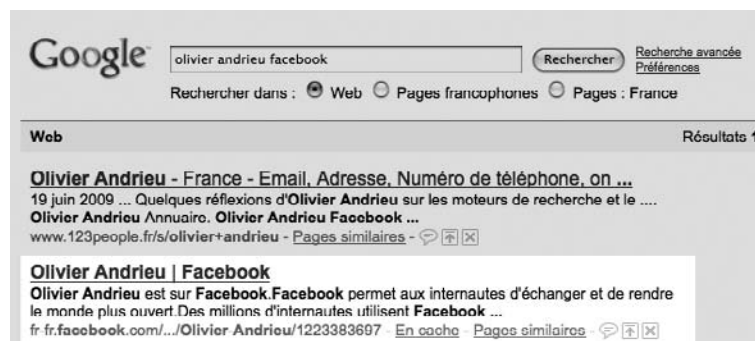 Google
olivier andrieu facebook
Rechercher
Recherche avancée
Préférences
Rechercher dans : Web Pages francophones Pages : France
Web
Résultats 1
Olivier Andrieu - France - Email, Adresse, Numéro de téléphone, on ...
19 juin 2009 ... Quelques réflexions d'Olivier Andrieu sur les moteurs de recherche et le ....
Olivier Andrieu Annuaire. Olivier Andrieu Facebook ...
www.123people.fr/s/olivier+andrieu - Pages similaires -
Olivier Andrieu | Facebook
Olivier Andrieu est sur Facebook.Facebook permet aux internautes d'échanger et de rendre
le monde plus ouvert.Des millions d'internautes utilisent Facebook ...
fr-fr.facebook.com/.../Olivier-Andrieu/1223383697 - En cache - Pages similaires -